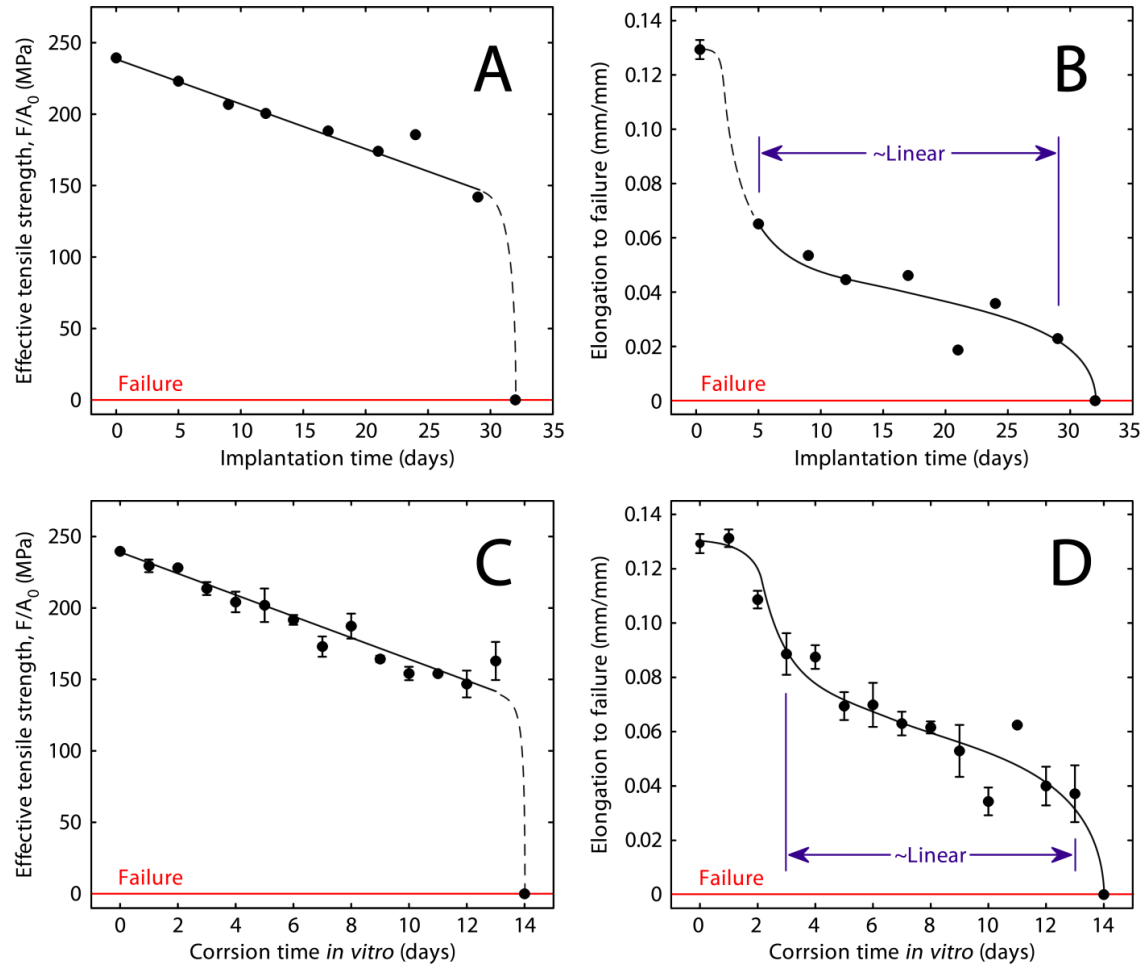 A
Effective tensile strength, F/A₀ (MPa)
250
200
150
100
50
0
Failure
0 5 10 15 20 25 30 35
Implantation time (days)
B
Elongation to failure (mm/mm)
0.14
0.12
0.10
0.08
0.06
0.04
0.02
0
~Linear
Failure
0 5 10 15 20 25 30 35
Implantation time (days)
C
Effective tensile strength, F/A₀ (MPa)
250
200
150
100
50
0
Failure
0 2 4 6 8 10 12 14
Corrsion time in vitro (days)
D
Elongation to failure (mm/mm)
0.14
0.12
0.10
0.08
0.06
0.04
0.02
0
~Linear
Failure
0 2 4 6 8 10 12 14
Corrsion time in vitro (days)